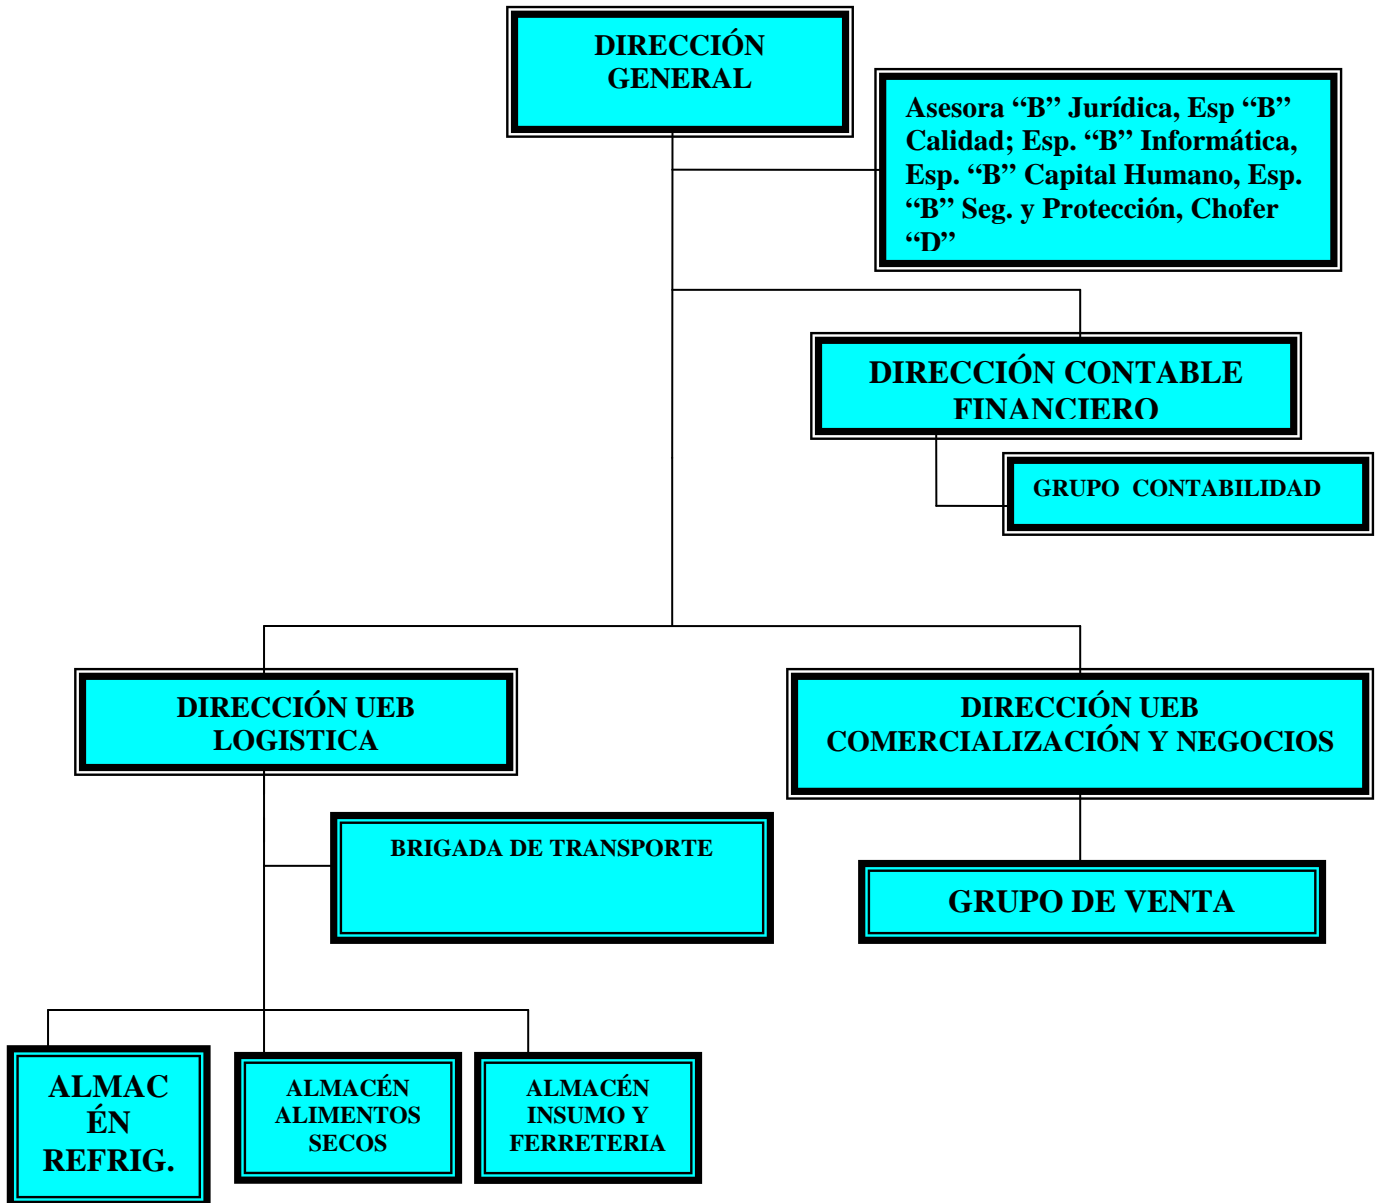 DIRECCIÓN
GENERAL
Asesora “B” Jurídica, Esp “B”
Calidad; Esp. “B” Informática,
Esp. “B” Capital Humano, Esp.
“B” Seg. y Protección, Chofer
“D”
DIRECCIÓN CONTABLE
FINANCIERO
GRUPO CONTABILIDAD
DIRECCIÓN UEB
LOGISTICA
DIRECCIÓN UEB
COMERCIALIZACIÓN Y NEGOCIOS
BRIGADA DE TRANSPORTE
GRUPO DE VENTA
ALMAC
ÉN
REFRIG.
ALMACÉN
ALIMENTOS
SECOS
ALMACÉN
INSUMO Y
FERRETERIA